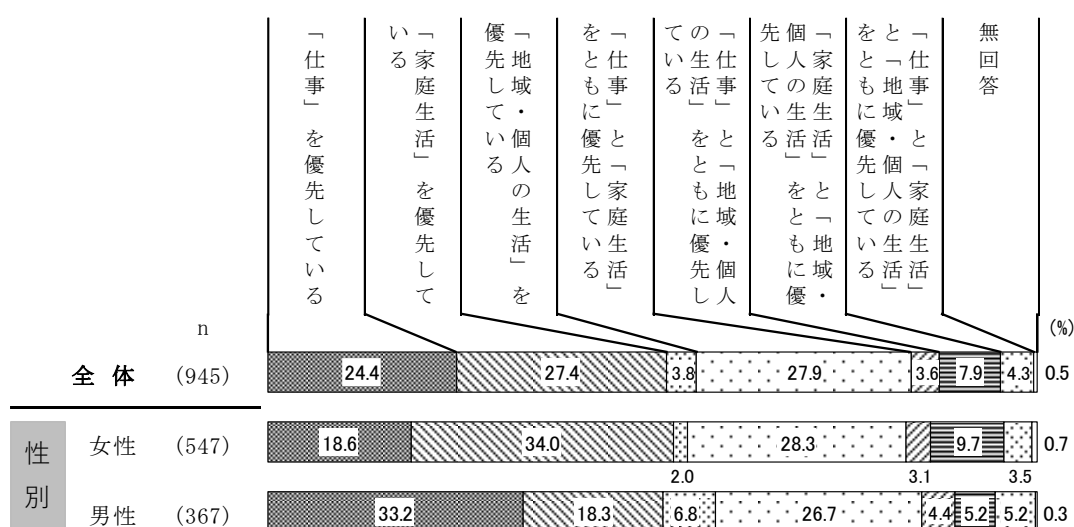 「仕事」を優先している
「家庭生活」を優先して
いる
「地域・個人の生活」を
優先している
「仕事」と「家庭生活」
をともに優先している
「仕事」と「地域・個人
の生活」をともに優先し
ている
「家庭生活」と「地域・
個人の生活」をともに優
先している
「仕事」と「家庭生活」
と「地域・個人の生活」
をともに優先している
無回答
n (%)
全 体 (945) 24.4 27.4 3.8 27.9 3.6 7.9 4.3 0.5
性別
女性 (547) 18.6 34.0 28.3 9.7 0.7
2.0 3.1 3.5
男性 (367) 33.2 18.3 6.8 26.7 4.4 5.2 5.2 0.3